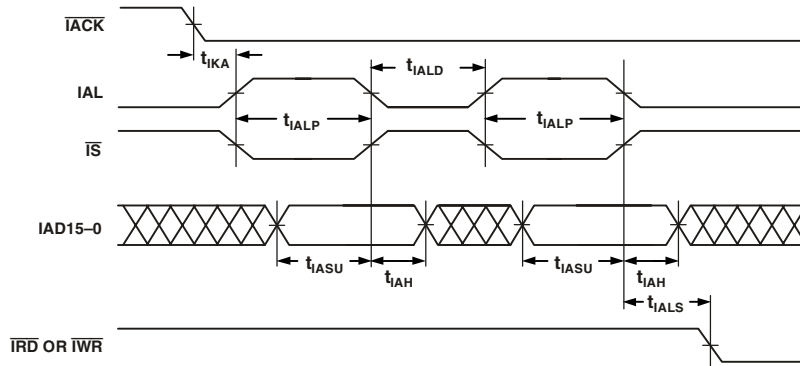 IACK
tIKA
tIALD
IAL
tIALP
tIALP
IS
IAD15–0
tIASU
tIAH
tIASU
tIAH
tIALS
IRD OR IWR